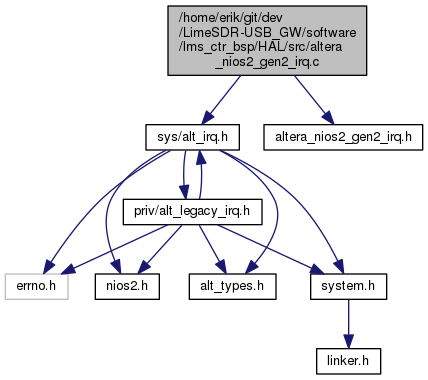 /home/erik/git/dev
/LimeSDR-USB_GW/software
/lms_ctr_bsp/HAL/src/altera
_nios2_gen2_irq.c
sys/alt_irq.h
altera_nios2_gen2_irq.h
priv/alt_legacy_irq.h
errno.h
nios2.h
alt_types.h
system.h
linker.h